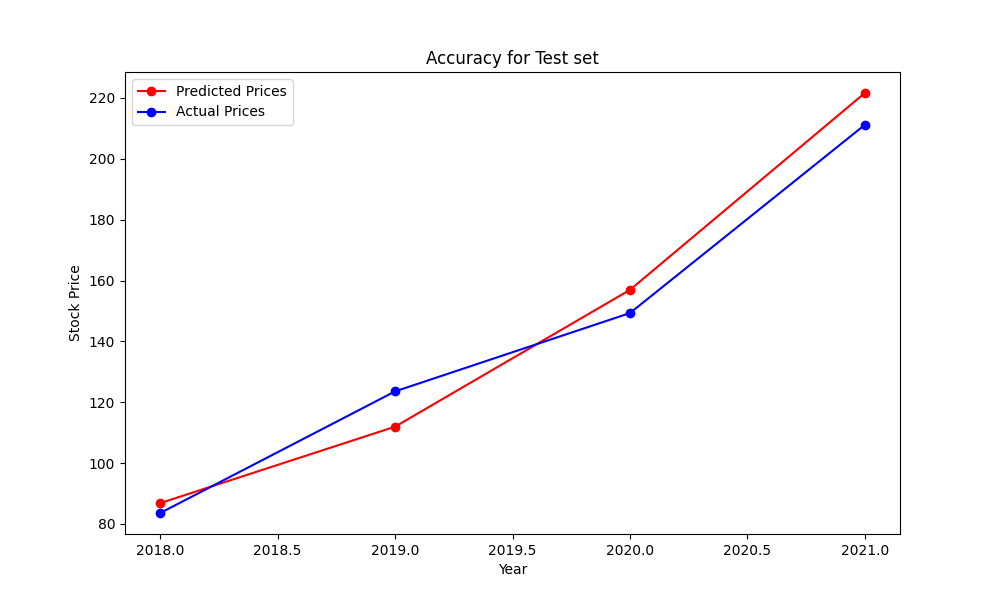 Accuracy for Test set
Predicted Prices
Actual Prices
220
200
180
160
140
120
100
80
Stock Price
2018.0 2018.5 2019.0 2019.5 2020.0 2020.5 2021.0
Year